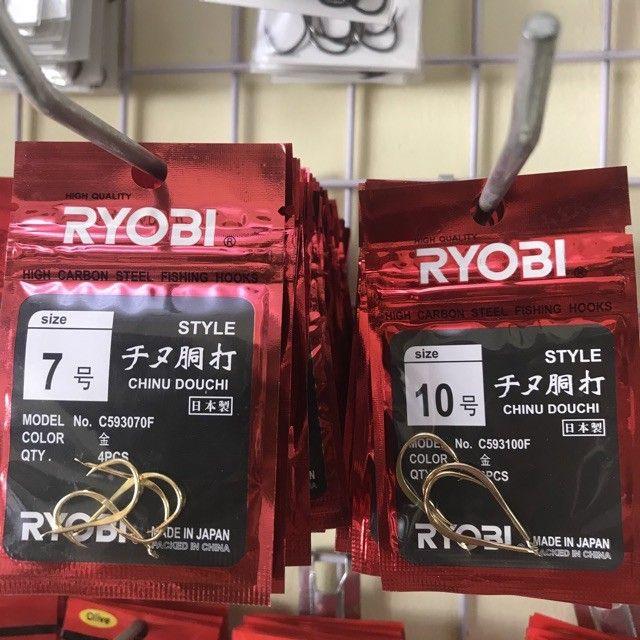 HIGH QUALITY
RYOBI®
HIGH CARBON STEEL FISHING HOOKS
size
7号
STYLE
チヌ胴打
CHINU DOUCHI
日本製
MODEL No. C593070F
COLOR 金
QTY. 4PCS
RYOBI
MADE IN JAPAN
PACKED IN CHINA
HIGH QUALITY
RYOBI®
HIGH CARBON STEEL FISHING HOOKS
size
10号
STYLE
チヌ胴打
CHINU DOUCHI
日本製
MODEL No. C593100F
COLOR 金
QTY PCS
RYOBI
MADE IN JAPAN
PACKED IN CHINA
Olive